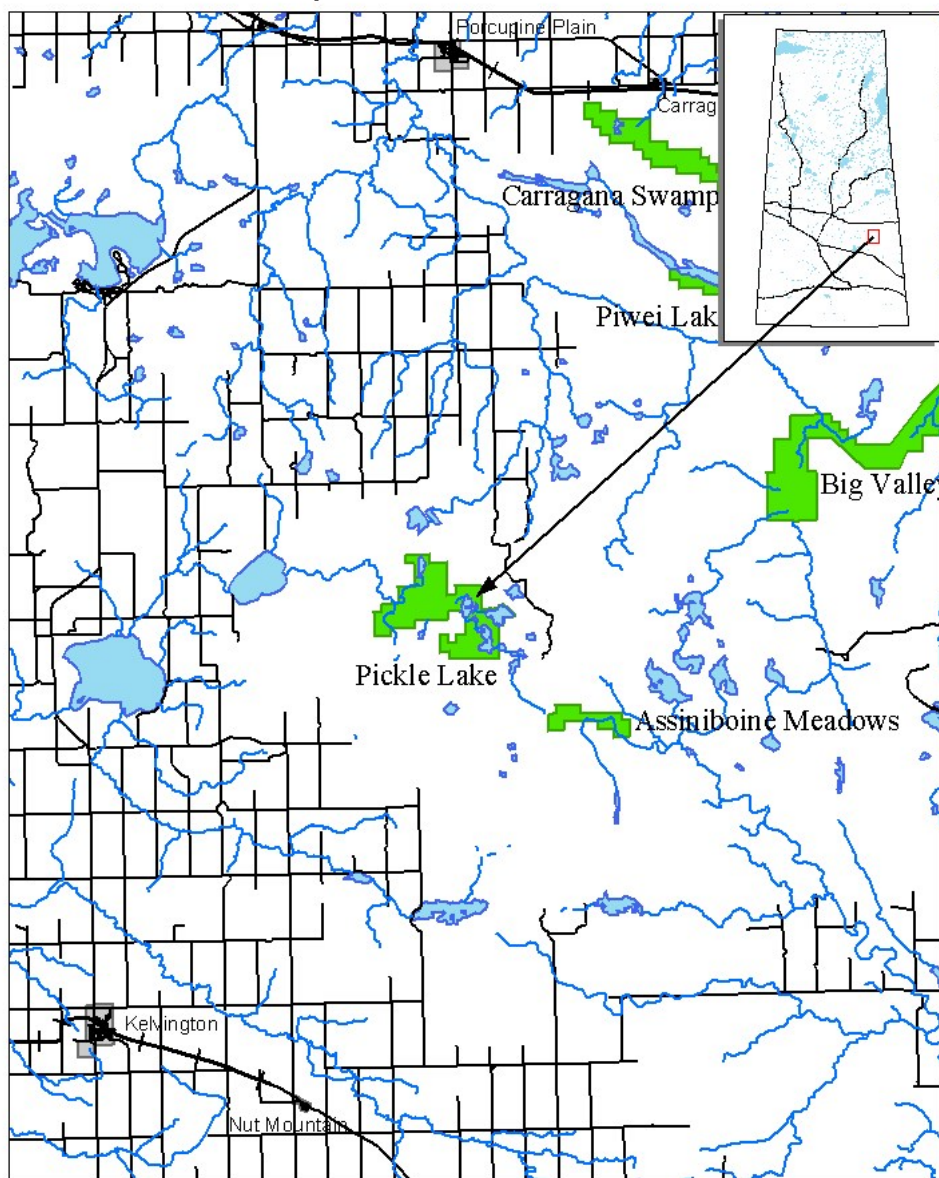 Porcupine Plain
Carrag
Carragana Swamp
Piwei Lak
Big Valley
Pickle Lake
Assiniboine Meadows
Kelvington
Nut Mountain